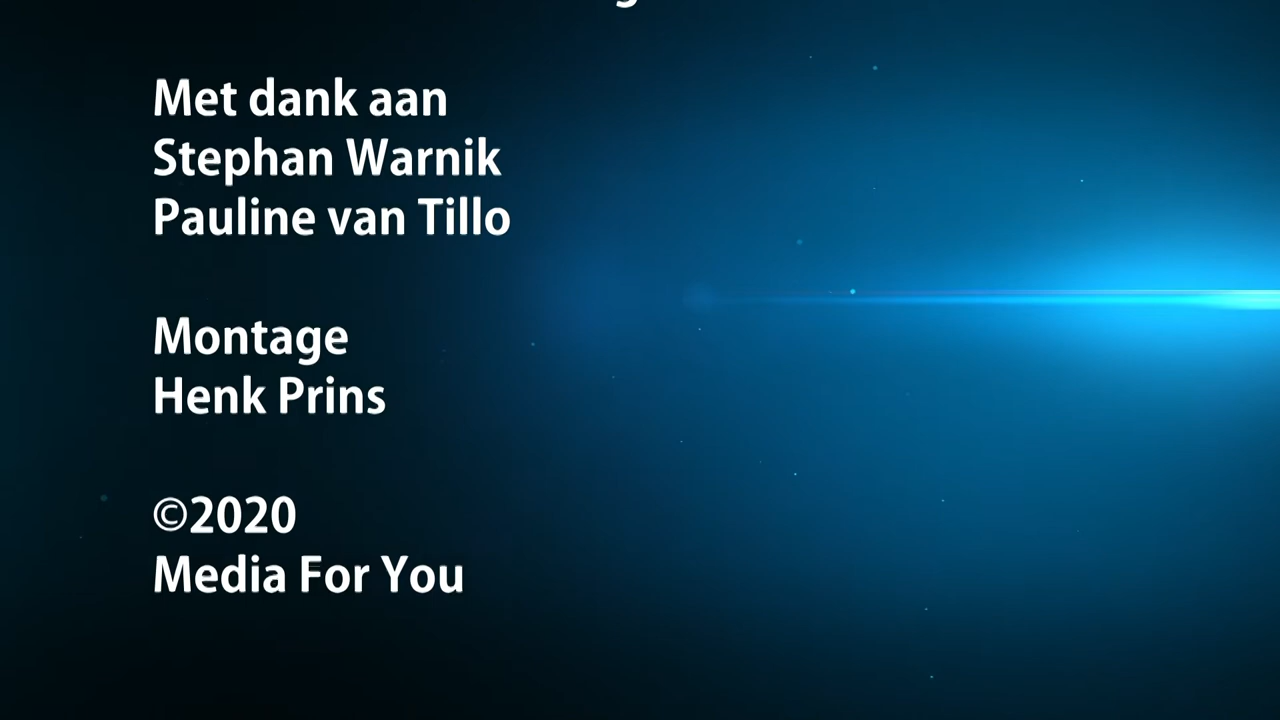 Met dank aan
Stephan Warnik
Pauline van Tillo
Montage
Henk Prins
©2020
Media For You